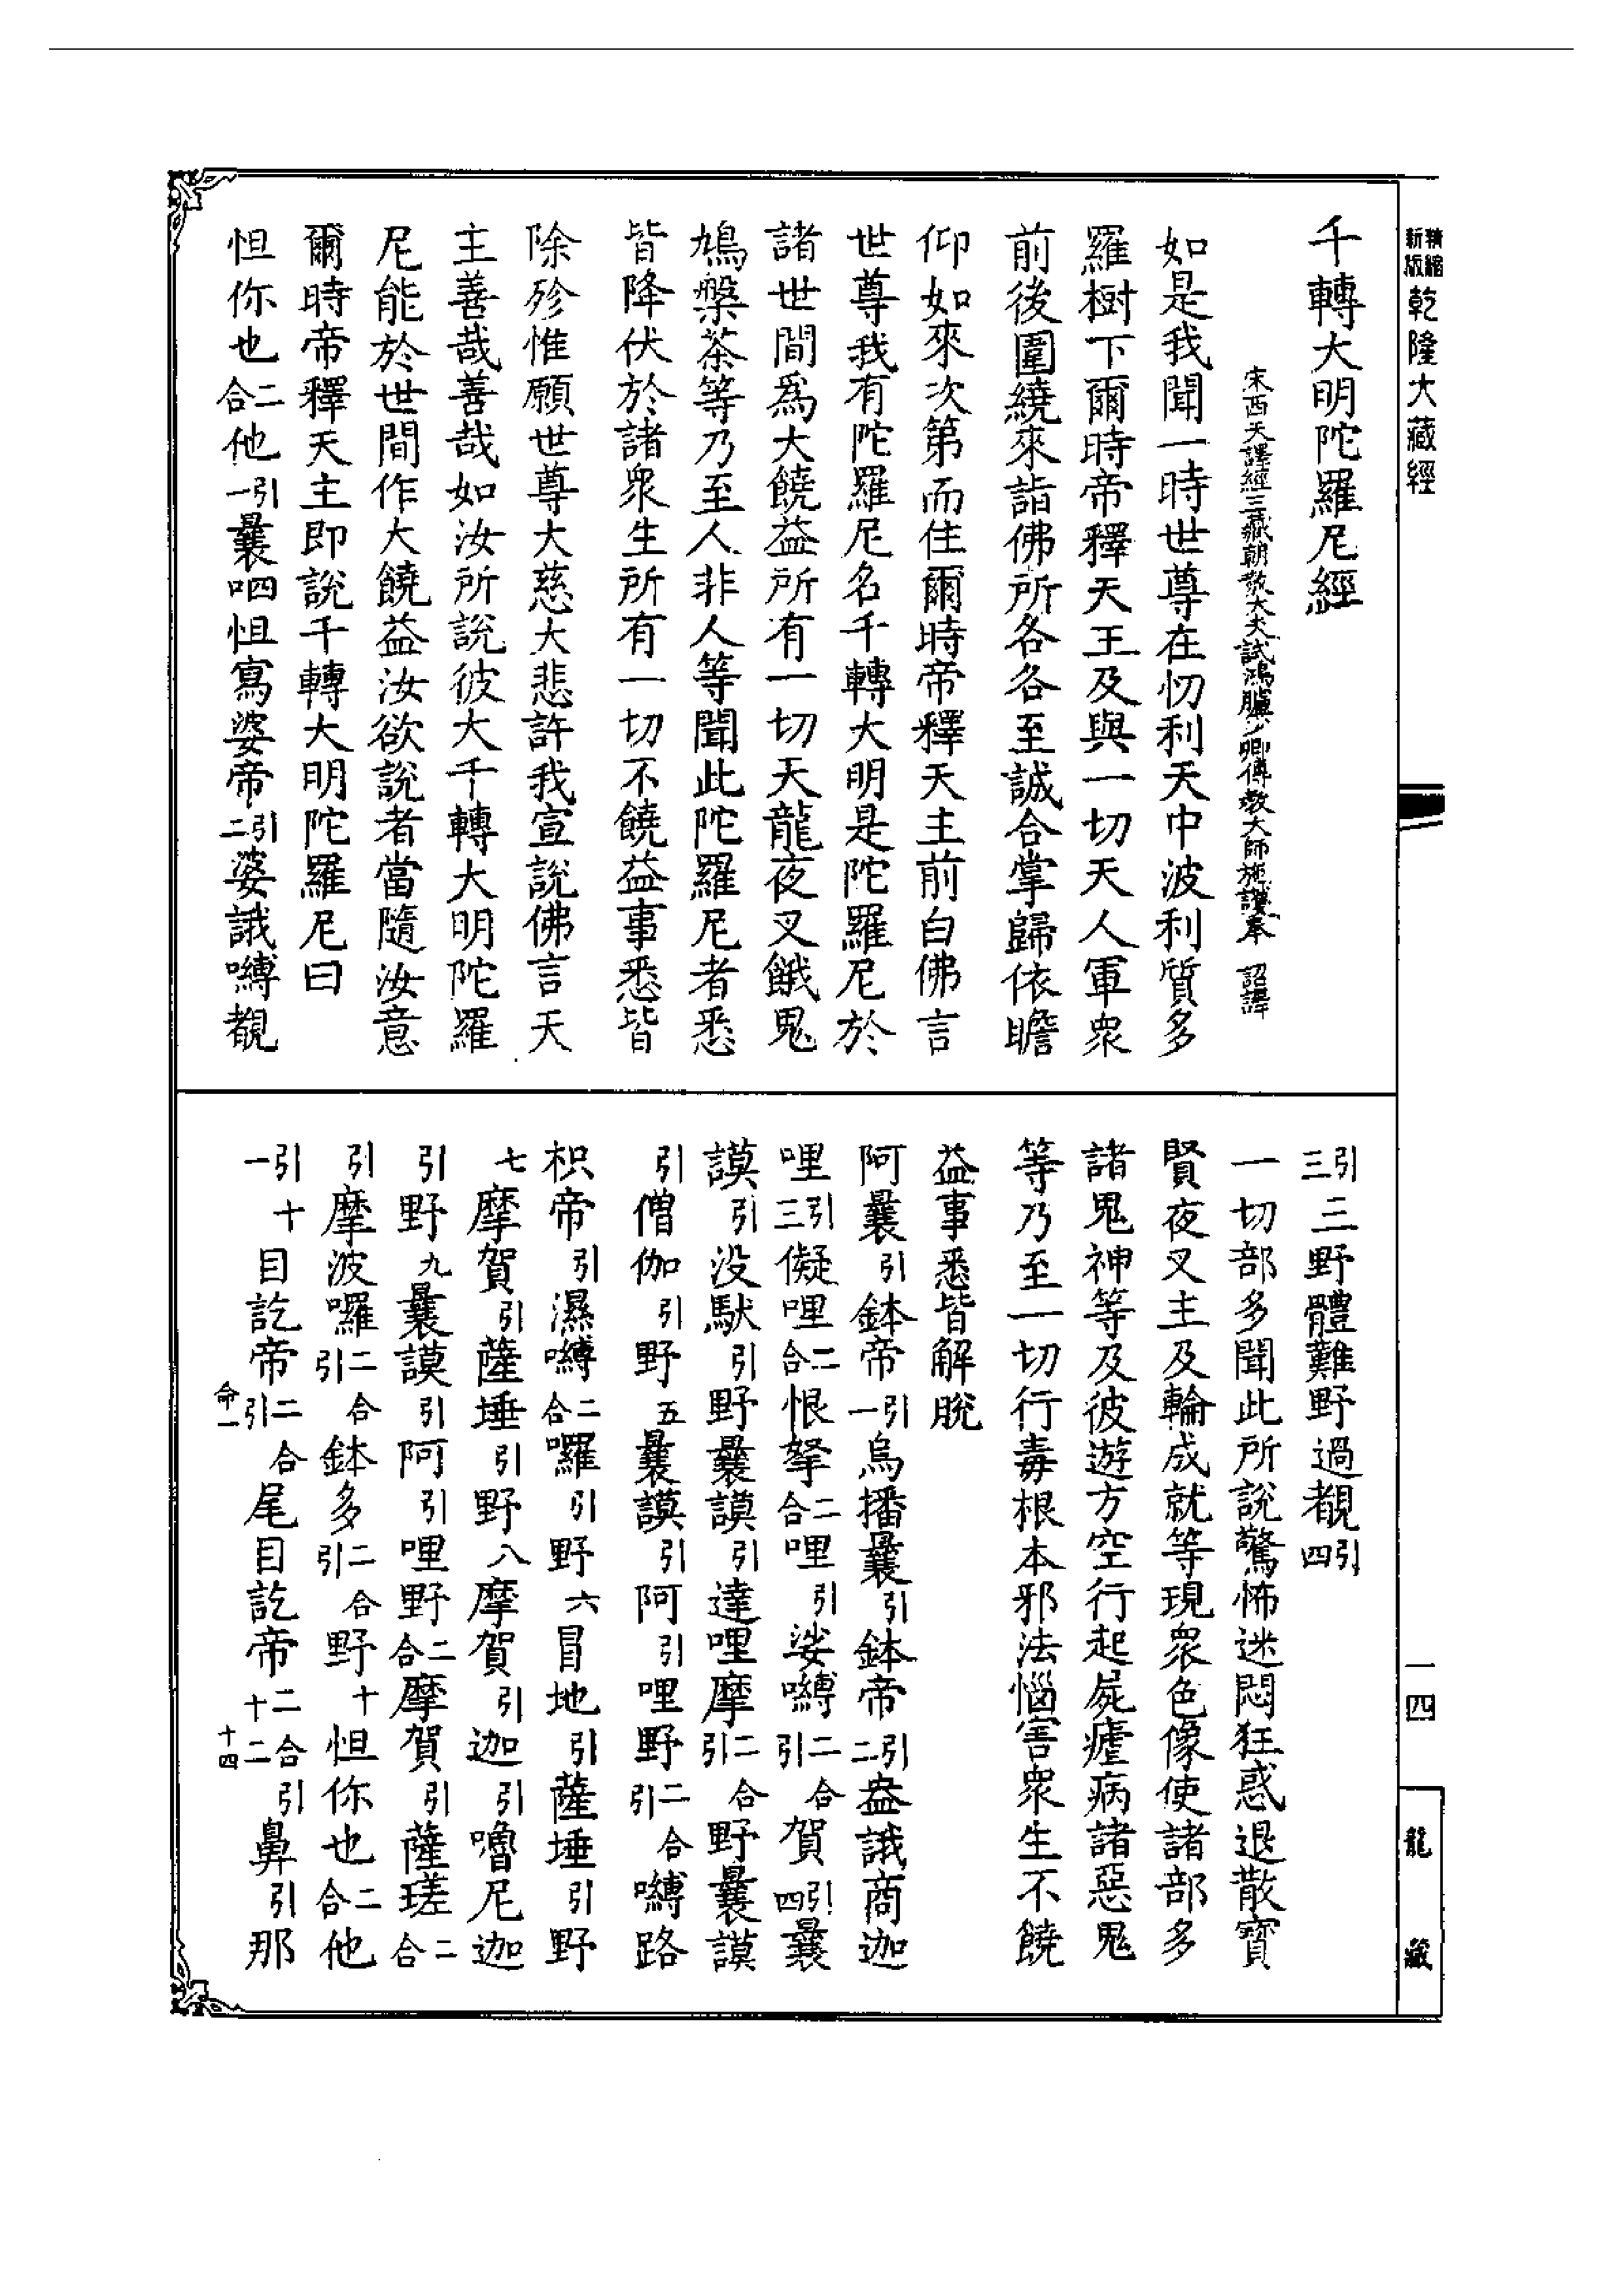 精縮新版 乾隆大藏經
一四
龍藏
千轉大明陀羅尼經
宋西天譯經三藏朝散大夫試鴻臚少卿傳教大師施護奉 詔譯
如是我聞一時世尊在忉利天中波利質多
羅樹下爾時帝釋天王及與一切天人軍衆
前後圍繞來詣佛所各各至誠合掌歸依瞻
仰如來次第而住爾時帝釋天主前白佛言
世尊我有陀羅尼名千轉大明是陀羅尼於
諸世間爲大饒益所有一切天龍夜叉餓鬼
鳩槃茶等乃至人非人等聞此陀羅尼者悉
皆降伏於諸衆生所有一切不饒益事悉皆
除殄惟願世尊大慈大悲許我宣說佛言天
主善哉善哉如汝所說彼大千轉大明陀羅
尼能於世間作大饒益汝欲說者當隨汝意
爾時帝釋天主即說千轉大明陀羅尼曰
怛你也二合他引一曩呬怛寫婆帝引二婆誐嚩覩
引三三野體難野過覩引四
一切部多聞此所說驚怖迷悶狂惑退散寶
賢夜叉主及輪成就等現衆色像使諸部多
諸鬼神等及彼遊方空行起屍瘧病諸惡鬼
等乃至一切行毒根本邪法惱害衆生不饒
益事悉皆解脫
阿曩引鉢帝引一烏播曩引鉢帝引二盎誐商迦
哩引三儗哩二合恨拏二合哩引娑嚩二合引賀引四曩
謨引没馱引野曩謨引達哩摩二合引野曩謨
引僧伽引野五曩謨引阿引哩野二合引嚩路
枳帝引濕嚩二合囉引野六冒地引薩埵引野
七摩賀引薩埵引野八摩賀引迦引嚕尼迦
引野九曩謨引阿引哩野二合摩賀引薩瑳二合
引摩波囉二合引鉢多二合引野十怛你也二合他
引十一目訖帝二合引尾目訖帝二合十二引鼻引那
命一 十四